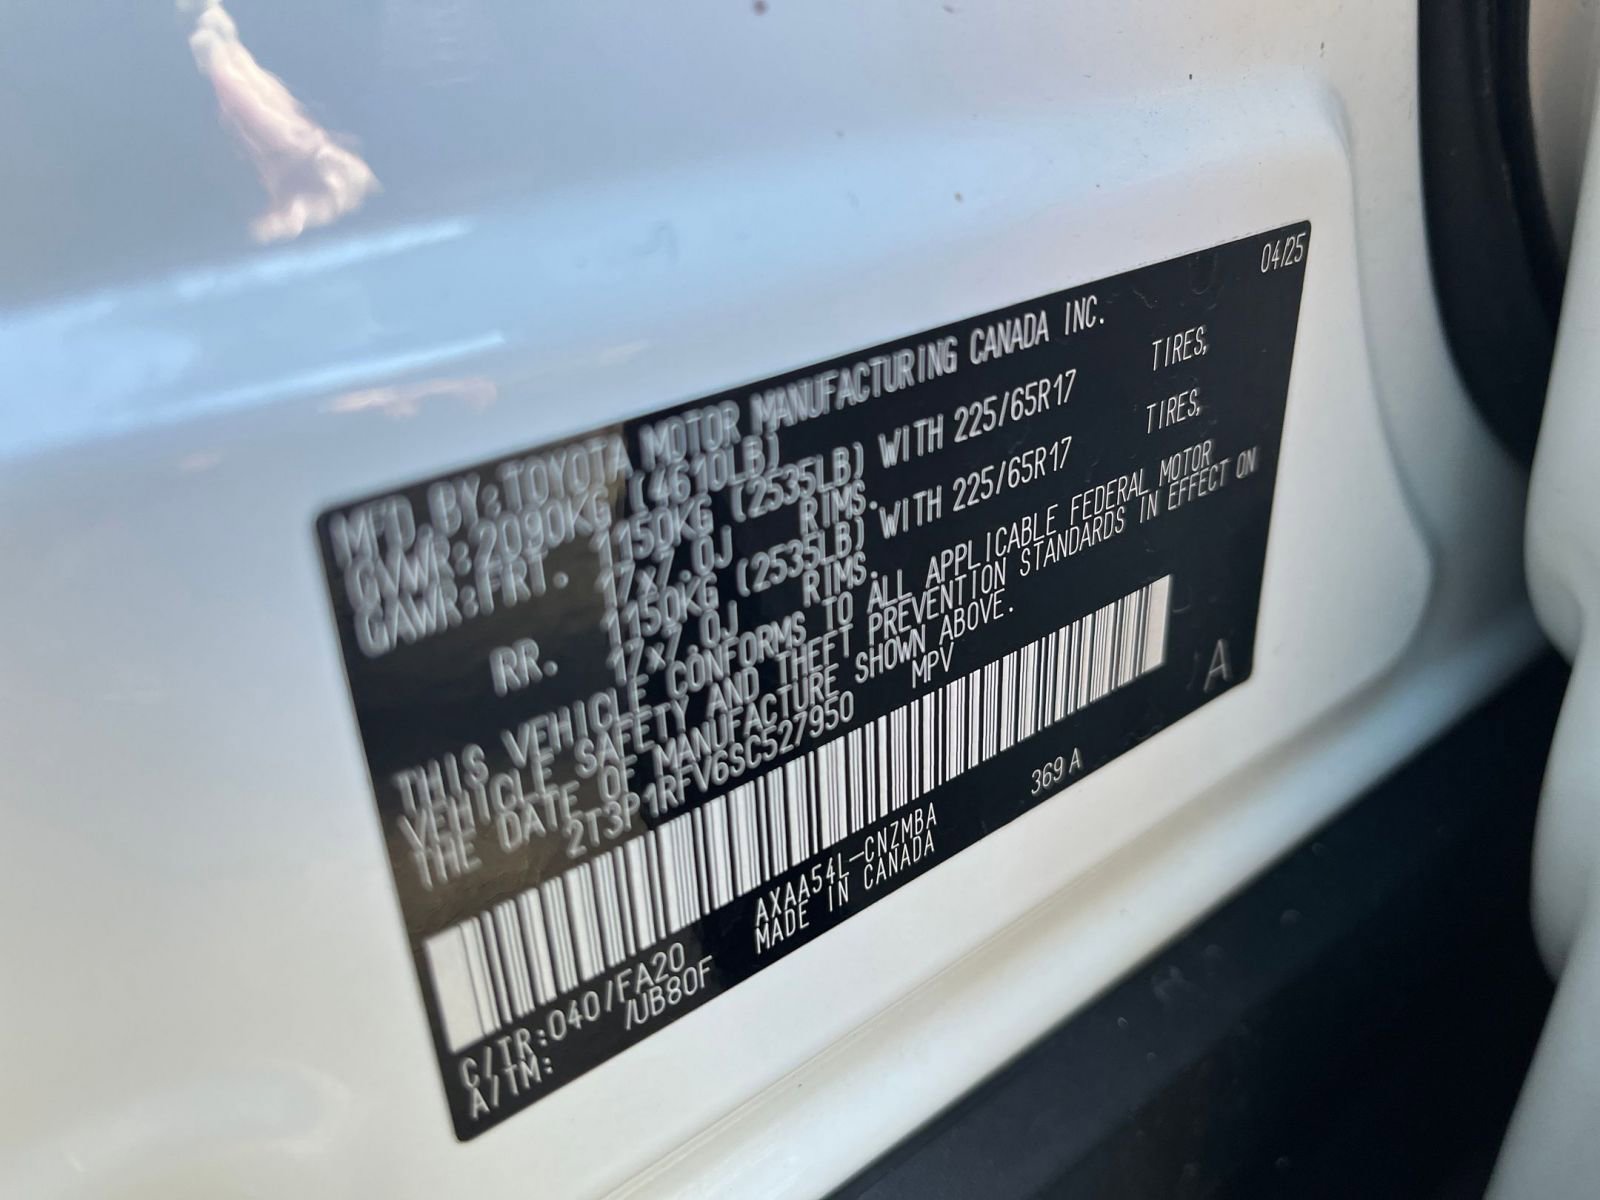 04/25
MFD. BY: TOYOTA MOTOR MANUFACTURING CANADA INC.
GVWR: 2090KG (4610LB)
GAWR: FRT. 1150KG (2535LB) WITH 225/65R17 TIRES,
17x7.0J RIMS.
RR. 1150KG (2535LB) WITH 225/65R17 TIRES,
17x7.0J RIMS.
THIS VEHICLE CONFORMS TO ALL APPLICABLE FEDERAL MOTOR
VEHICLE SAFETY AND THEFT PREVENTION STANDARDS IN EFFECT ON
THE DATE OF MANUFACTURE SHOWN ABOVE.
2T3P1RFV6SC527950 MPV
A
C/TR: 040/FA20 AXAA54L-CNZMBA 369 A
A/TM: /UB80F MADE IN CANADA